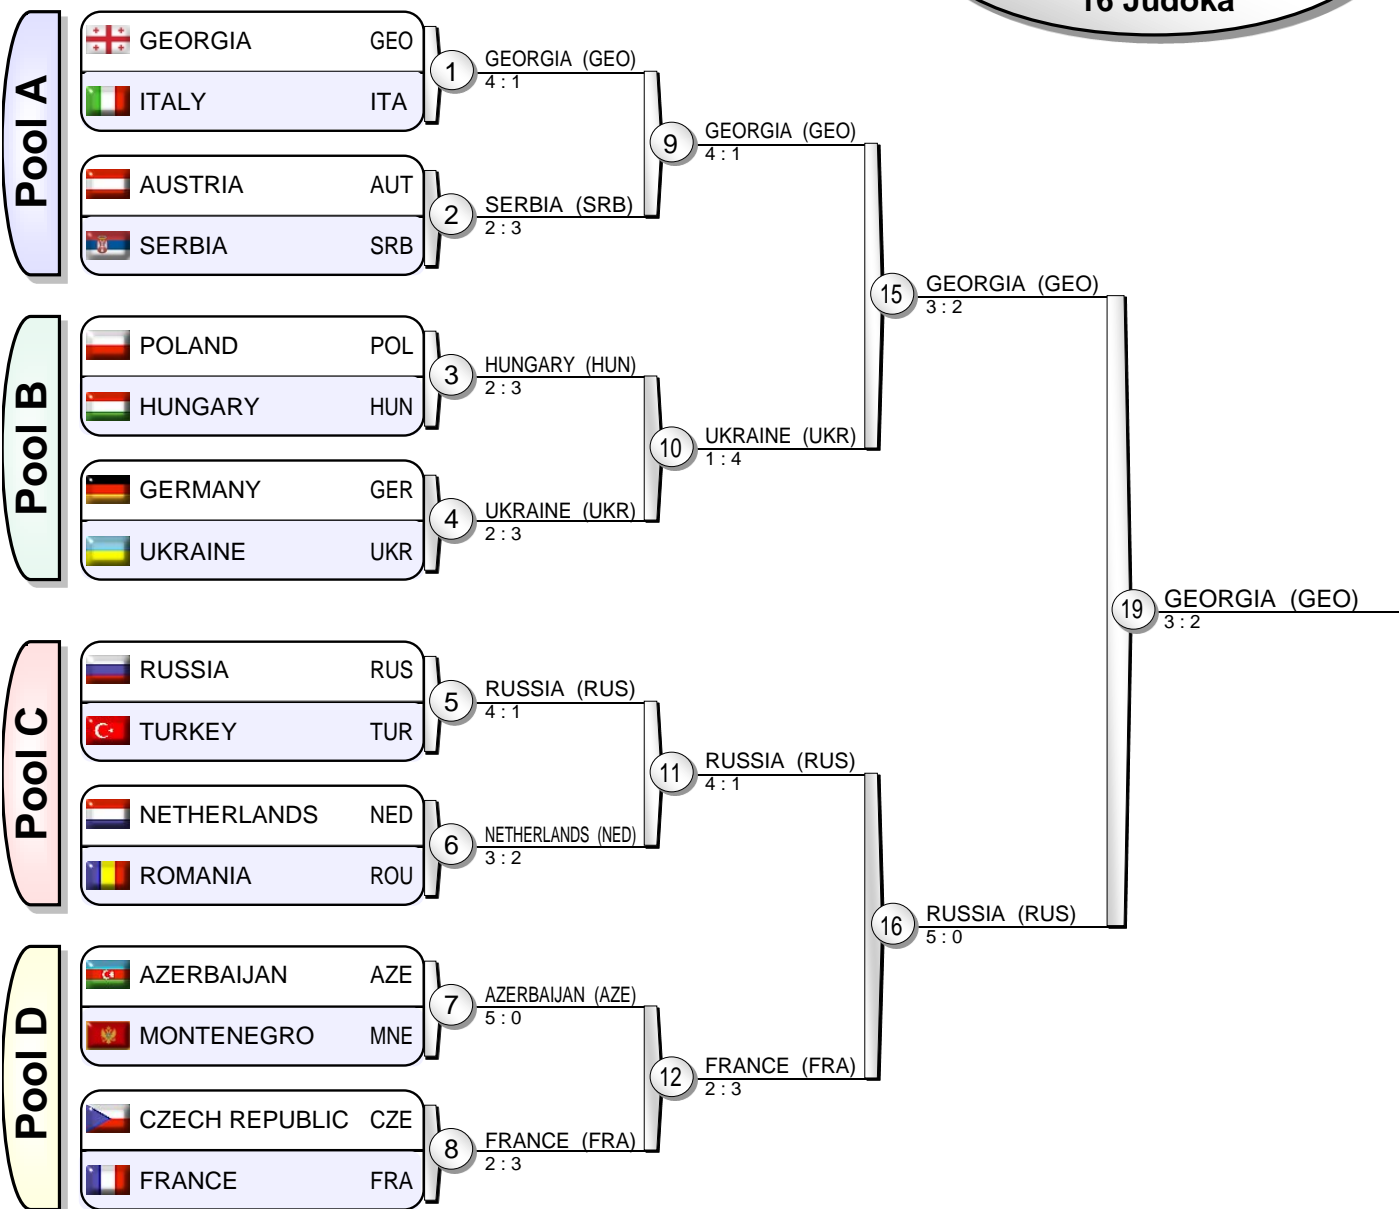 16 Judoka
Pool A
GEORGIA GEO
ITALY ITA
1
GEORGIA (GEO)
4 : 1
AUSTRIA AUT
SERBIA SRB
2
SERBIA (SRB)
2 : 3
9
GEORGIA (GEO)
4 : 1
Pool B
POLAND POL
HUNGARY HUN
3
HUNGARY (HUN)
2 : 3
GERMANY GER
UKRAINE UKR
4
UKRAINE (UKR)
2 : 3
10
UKRAINE (UKR)
1 : 4
15
GEORGIA (GEO)
3 : 2
Pool C
RUSSIA RUS
TURKEY TUR
5
RUSSIA (RUS)
4 : 1
NETHERLANDS NED
ROMANIA ROU
6
NETHERLANDS (NED)
3 : 2
11
RUSSIA (RUS)
4 : 1
Pool D
AZERBAIJAN AZE
MONTENEGRO MNE
7
AZERBAIJAN (AZE)
5 : 0
CZECH REPUBLIC CZE
FRANCE FRA
8
FRANCE (FRA)
2 : 3
12
FRANCE (FRA)
2 : 3
16
RUSSIA (RUS)
5 : 0
19
GEORGIA (GEO)
3 : 2